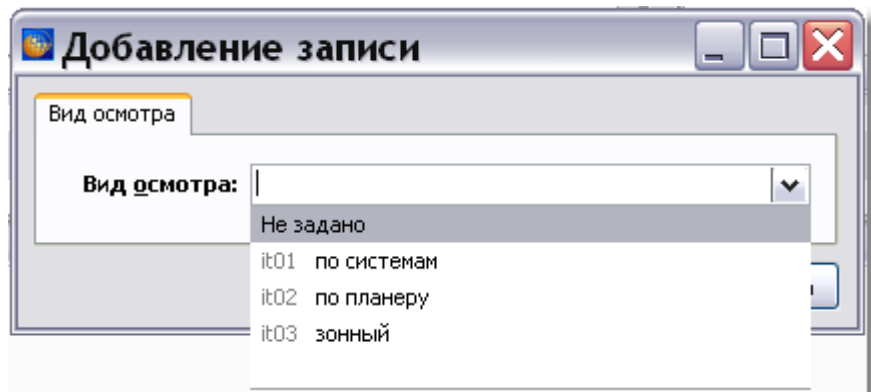 Добавление записи
Вид осмотра
Вид осмотра:
Не задано
it01 по системам
it02 по планеру
it03 зонный